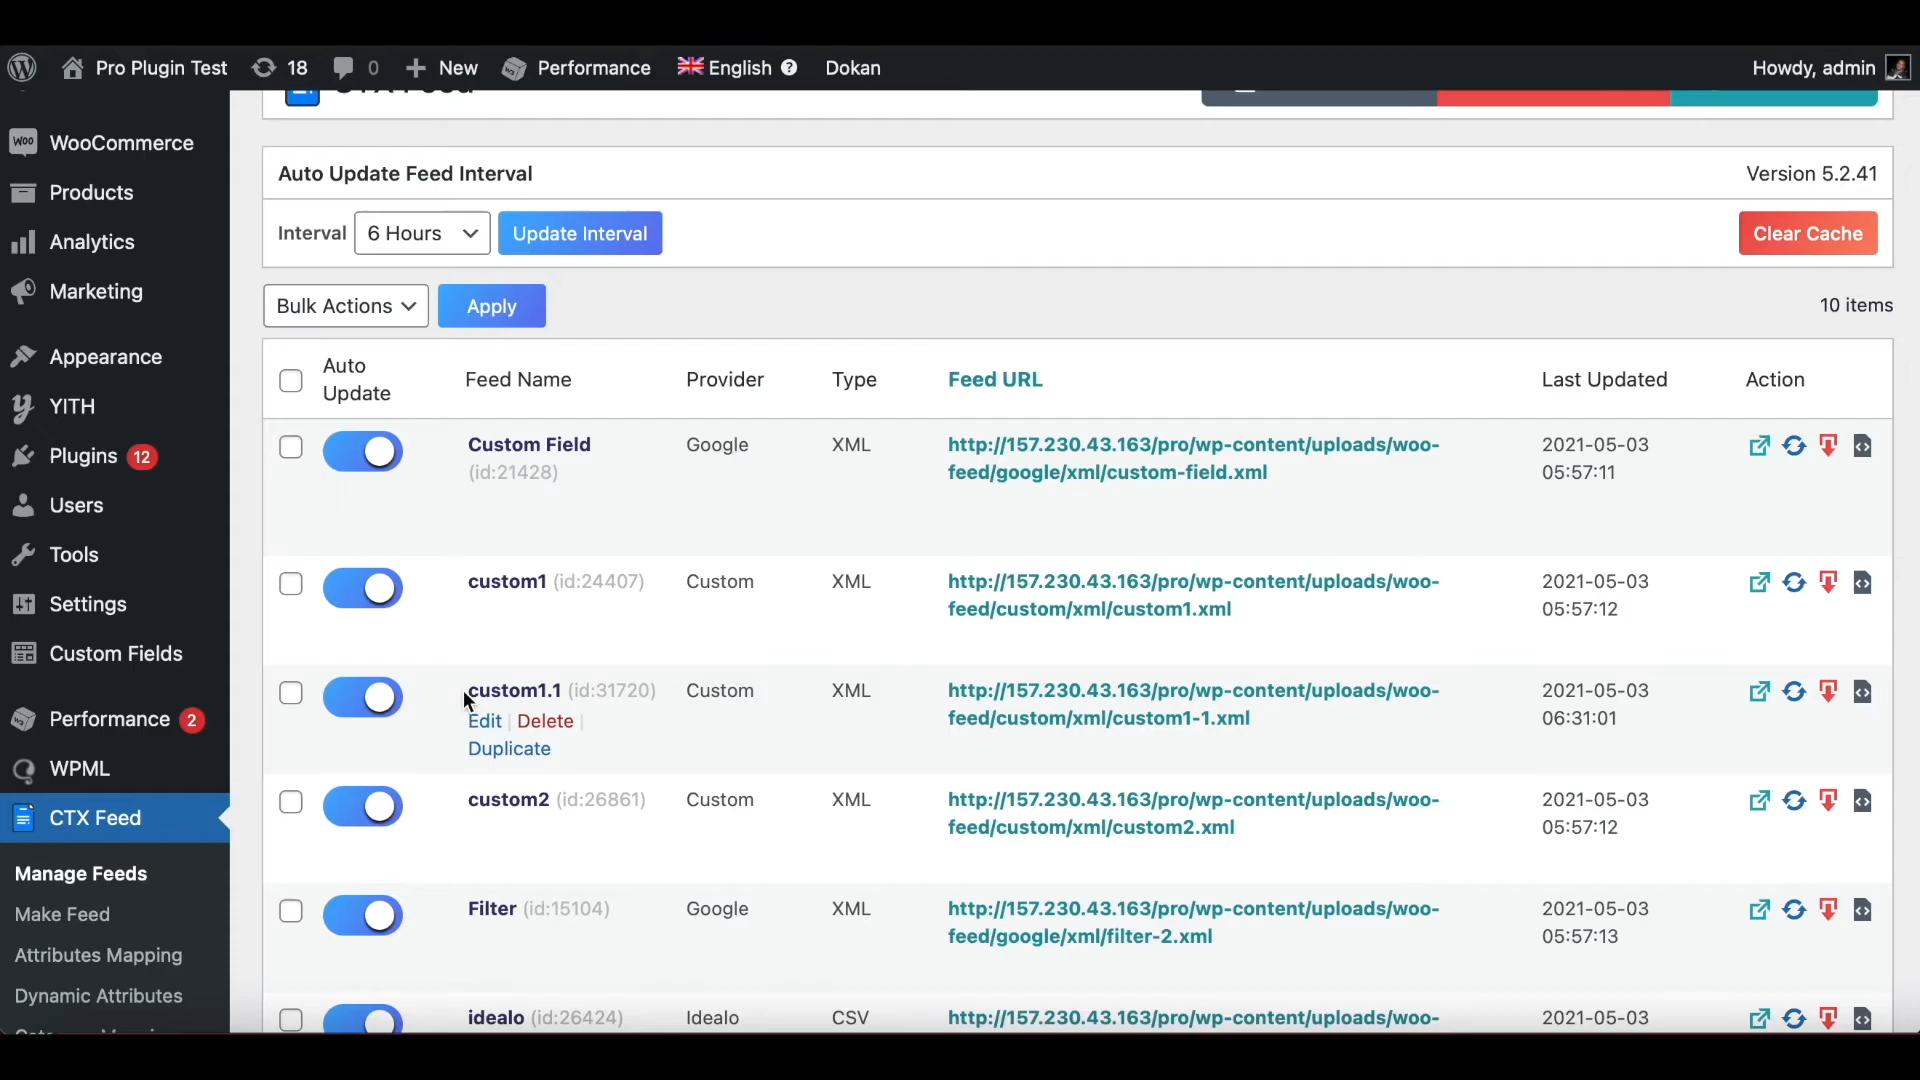 Pro Plugin Test 18 0 New Performance English Dokan Howdy, admin
CTX Feed
WooCommerce
Products
Analytics
Marketing
Appearance
YITH
Plugins 12
Users
Tools
Settings
Custom Fields
Performance 2
WPML
CTX Feed
Manage Feeds
Make Feed
Attributes Mapping
Dynamic Attributes
Auto Update Feed Interval Version 5.2.41
Interval 6 Hours Update Interval Clear Cache
Bulk Actions Apply 10 items
Auto
Update
Feed Name Provider Type Feed URL Last Updated Action
Custom Field Google XML http://157.230.43.163/pro/wp-content/uploads/woo- 2021-05-03
(id:21428) feed/google/xml/custom-field.xml 05:57:11
custom1 (id:24407) Custom XML http://157.230.43.163/pro/wp-content/uploads/woo- 2021-05-03
feed/custom/xml/custom1.xml 05:57:12
custom1.1 (id:31720) Custom XML http://157.230.43.163/pro/wp-content/uploads/woo- 2021-05-03
Edit | Delete | feed/custom/xml/custom1-1.xml 06:31:01
Duplicate
custom2 (id:26861) Custom XML http://157.230.43.163/pro/wp-content/uploads/woo- 2021-05-03
feed/custom/xml/custom2.xml 05:57:12
Filter (id:15104) Google XML http://157.230.43.163/pro/wp-content/uploads/woo- 2021-05-03
feed/google/xml/filter-2.xml 05:57:13
idealo (id:26424) Idealo CSV http://157.230.43.163/pro/wp-content/uploads/woo- 2021-05-03